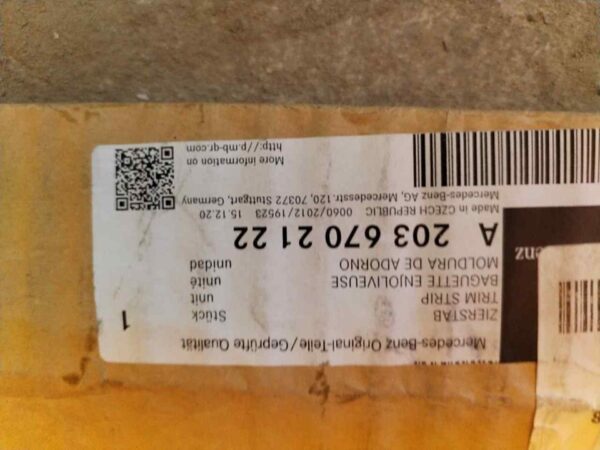 Mercedes-Benz Original-Teile/Geprüfte Qualität
ZIERSTAB
TRIM STRIP
BAGUETTE ENJOLIVEUSE
MOLDURA DE ADORNO
Stück
unit
unité
unidad
1
A 203 670 21 22
Made in CZECH REPUBLIC 0060/2012/19523 15.12.20
Mercedes-Benz AG, Mercedesstr.120, 70372 Stuttgart, Germany
More information on
http://p.mb-qr.com
enz